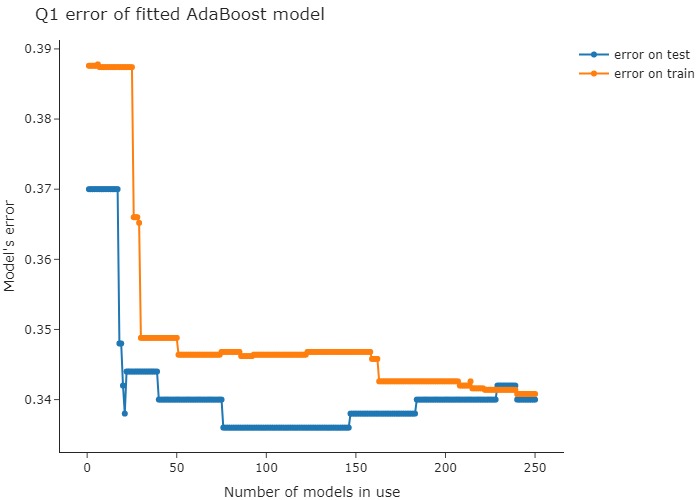 Q1 error of fitted AdaBoost model
error on test
error on train
Model's error
0.39
0.38
0.37
0.36
0.35
0.34
0
50
100
150
200
250
Number of models in use